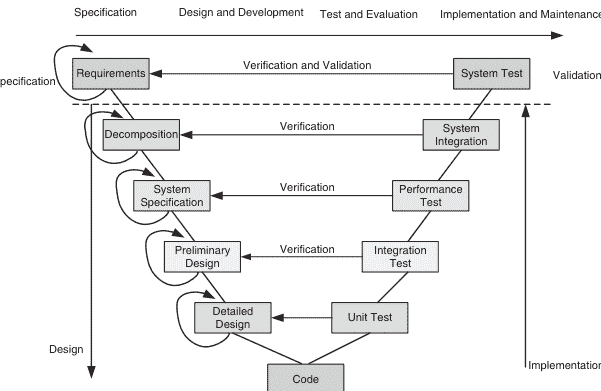 Specification
Design and Development
Test and Evaluation
Implementation and Maintenance
pecification
Requirements
Verification and Validation
System Test
Validation
Decomposition
Verification
System
Integration
System
Specification
Verification
Performance
Test
Preliminary
Design
Verification
Integration
Test
Detailed
Design
Unit Test
Design
Implementation
Code